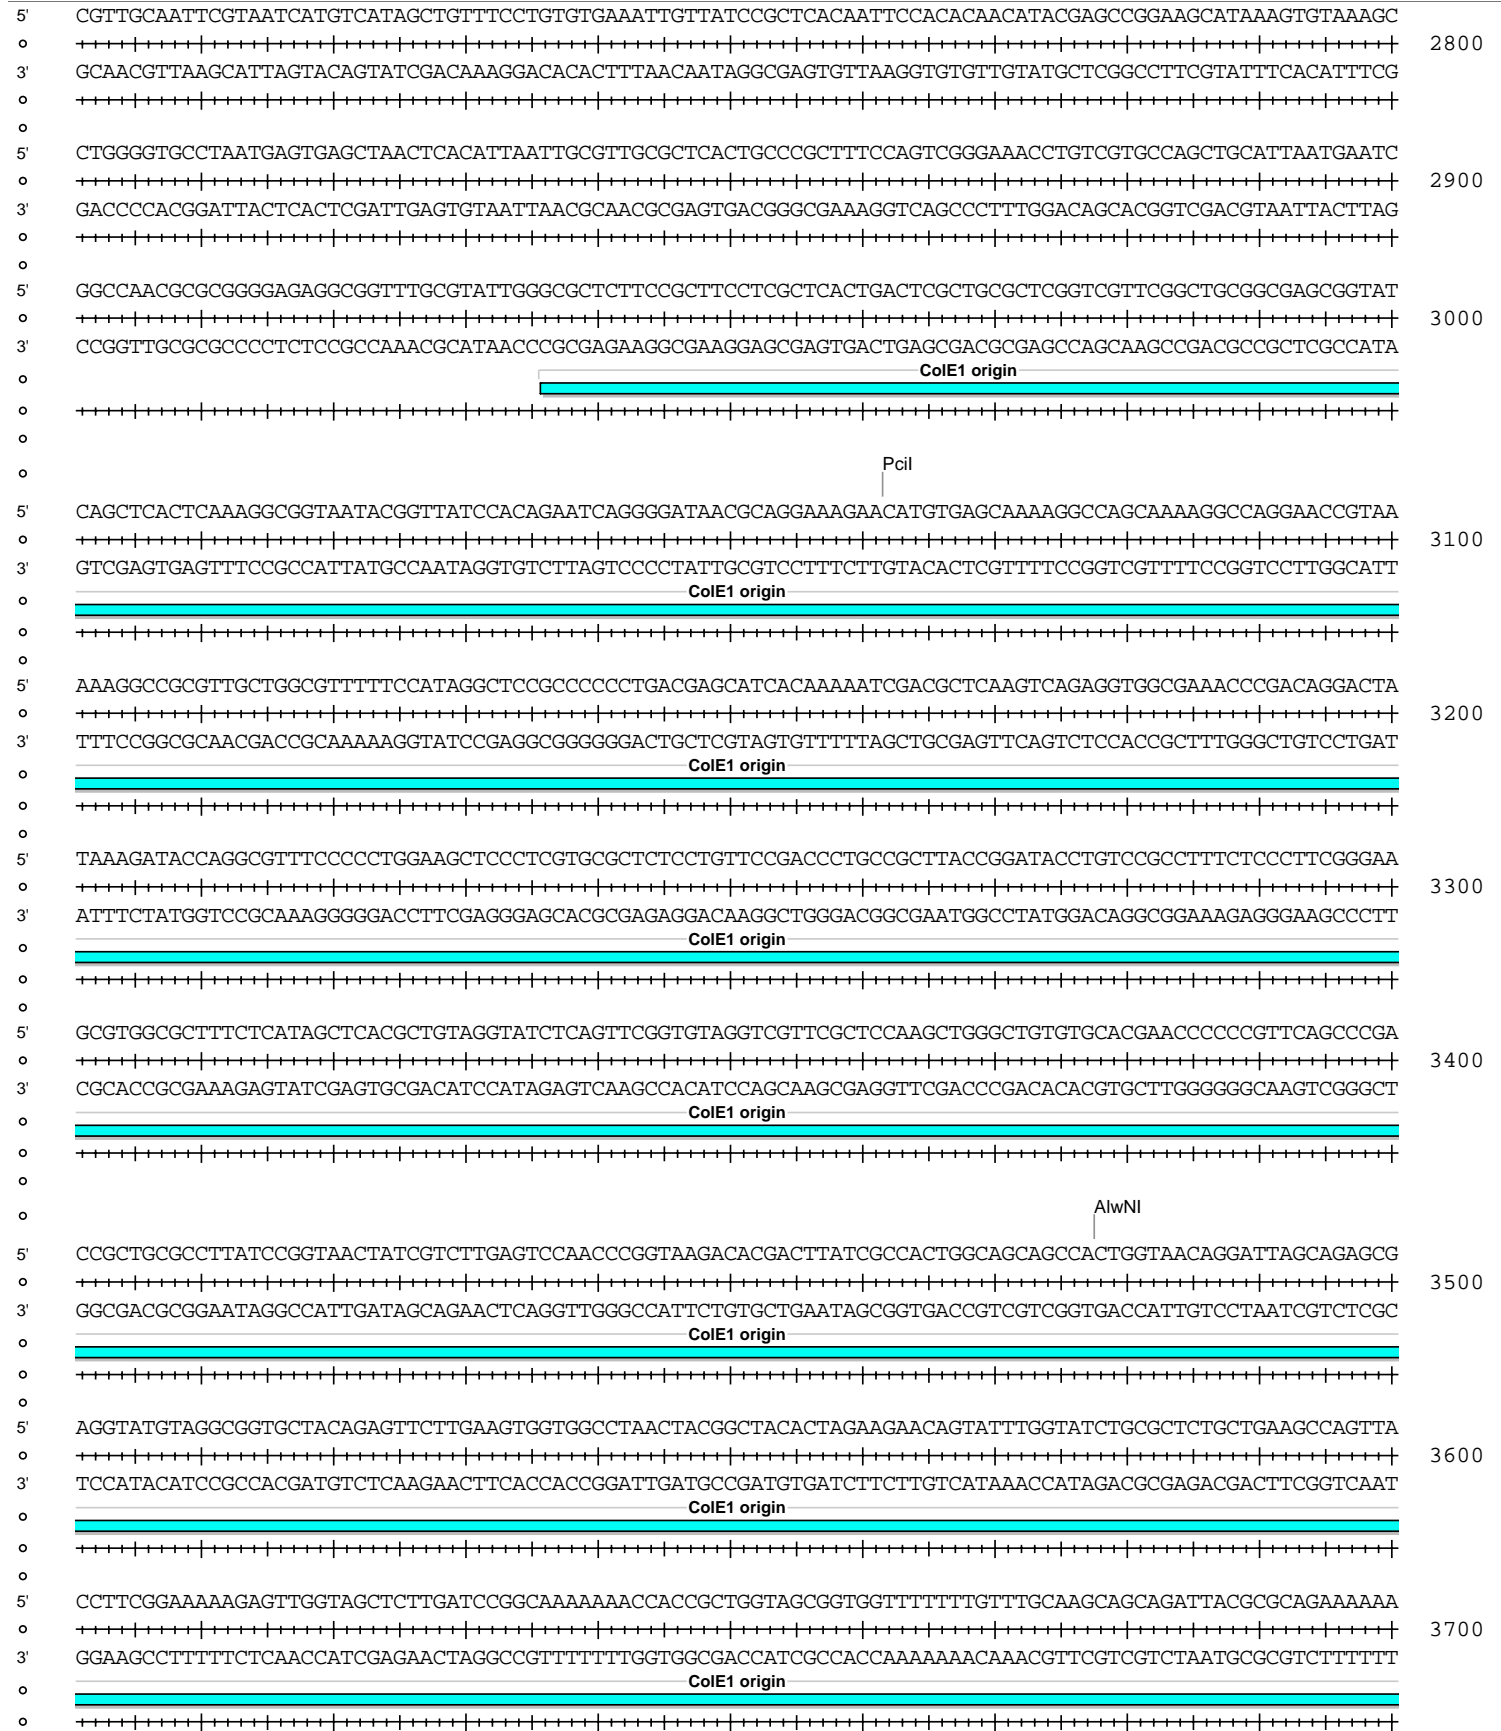 5' CGTTGCAATTCGTAATCATGTCATAGCTGTTTCCTGTGTGAAATTGTTATCCGCTCACAATTCCACACAACATACGAGCCGGAAGCATAAAGTGTAAAGC
2800
3' GCAACGTTAAGCATTAGTACAGTATCGACAAAGGACACACTTTAACAATAGGCGAGTGTTAAGGTGTGTTGTATGCTCGGCCTTCGTATTTCACATTTCG
5' CTGGGGTGCCTAATGAGTGAGCTAACTCACATTAATTGCGTTGCGCTCACTGCCCGCTTTCCAGTCGGGAAACCTGTCGTGCCAGCTGCATTAATGAATC
2900
3' GACCCCACGGATTACTCACTCGATTGAGTGTAATTAACGCAACGCGAGTGACGGGCGAAAGGTCAGCCCTTTGGACAGCACGGTCGACGTAATTACTTAG
5' GGCCAACGCGCGGGGAGAGGCGGTTTGCGTATTGGGCGCTCTTCCGCTTCCTCGCTCACTGACTCGCTGCGCTCGGTCGTTCGGCTGCGGCGAGCGGTAT
3000
3' CCGGTTGCGCGCCCCTCTCCGCCAAACGCATAACCCGCGAGAAGGCGAAGGAGCGAGTGACTGAGCGACGCGAGCCAGCAAGCCGACGCCGCTCGCCATA
ColE1 origin
PciI
5' CAGCTCACTCAAAGGCGGTAATACGGTTATCCACAGAATCAGGGGATAACGCAGGAAAGAACATGTGAGCAAAAGGCCAGCAAAAGGCCAGGAACCGTAA
3100
3' GTCGAGTGAGTTTCCGCCATTATGCCAATAGGTGTCTTAGTCCCCTATTGCGTCCTTTCTTGTACACTCGTTTTCCGGTCGTTTTCCGGTCCTTGGCATT
ColE1 origin
5' AAAGGCCGCGTTGCTGGCGTTTTTCCATAGGCTCCGCCCCCCTGACGAGCATCACAAAAATCGACGCTCAAGTCAGAGGTGGCGAAACCCGACAGGACTA
3200
3' TTTCCGGCGCAACGACCGCAAAAAGGTATCCGAGGCGGGGGGACTGCTCGTAGTGTTTTTAGCTGCGAGTTCAGTCTCCACCGCTTTGGGCTGTCCTGAT
ColE1 origin
5' TAAAGATACCAGGCGTTTCCCCCTGGAAGCTCCCTCGTGCGCTCTCCTGTTCCGACCCTGCCGCTTACCGGATACCTGTCCGCCTTTCTCCCTTCGGGAA
3300
3' ATTTCTATGGTCCGCAAAGGGGGACCTTCGAGGGAGCACGCGAGAGGACAAGGCTGGGACGGCGAATGGCCTATGGACAGGCGGAAAGAGGGAAGCCCTT
ColE1 origin
5' GCGTGGCGCTTTCTCATAGCTCACGCTGTAGGTATCTCAGTTCGGTGTAGGTCGTTCGCTCCAAGCTGGGCTGTGTGCACGAACCCCCCGTTCAGCCCGA
3400
3' CGCACCGCGAAAGAGTATCGAGTGCGACATCCATAGAGTCAAGCCACATCCAGCAAGCGAGGTTCGACCCGACACACGTGCTTGGGGGGCAAGTCGGGCT
ColE1 origin
AlwNI
5' CCGCTGCGCCTTATCCGGTAACTATCGTCTTGAGTCCAACCCGGTAAGACACGACTTATCGCCACTGGCAGCAGCCACTGGTAACAGGATTAGCAGAGCG
3500
3' GGCGACGCGGAATAGGCCATTGATAGCAGAACTCAGGTTGGGCCATTCTGTGCTGAATAGCGGTGACCGTCGTCGGTGACCATTGTCCTAATCGTCTCGC
ColE1 origin
5' AGGTATGTAGGCGGTGCTACAGAGTTCTTGAAGTGGTGGCCTAACTACGGCTACACTAGAAGAACAGTATTTGGTATCTGCGCTCTGCTGAAGCCAGTTA
3600
3' TCCATACATCCGCCACGATGTCTCAAGAACTTCACCACCGGATTGATGCCGATGTGATCTTCTTGTCATAAACCATAGACGCGAGACGACTTCGGTCAAT
ColE1 origin
5' CCTTCGGAAAAAGAGTTGGTAGCTCTTGATCCGGCAAAAAAACCACCGCTGGTAGCGGTGGTTTTTTTGTTTGCAAGCAGCAGATTACGCGCAGAAAAAA
3700
3' GGAAGCCTTTTTCTCAACCATCGAGAACTAGGCCGTTTTTTTGGTGGCGACCATCGCCACCAAAAAAACAAACGTTCGTCGTCTAATGCGCGTCTTTTTT
ColE1 origin